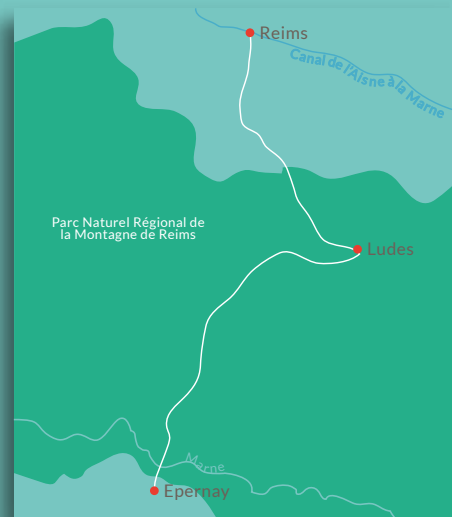 Reims
Canal de l'Aisne à la Marne
Parc Naturel Régional de
la Montagne de Reims
Ludes
Marne
Epernay